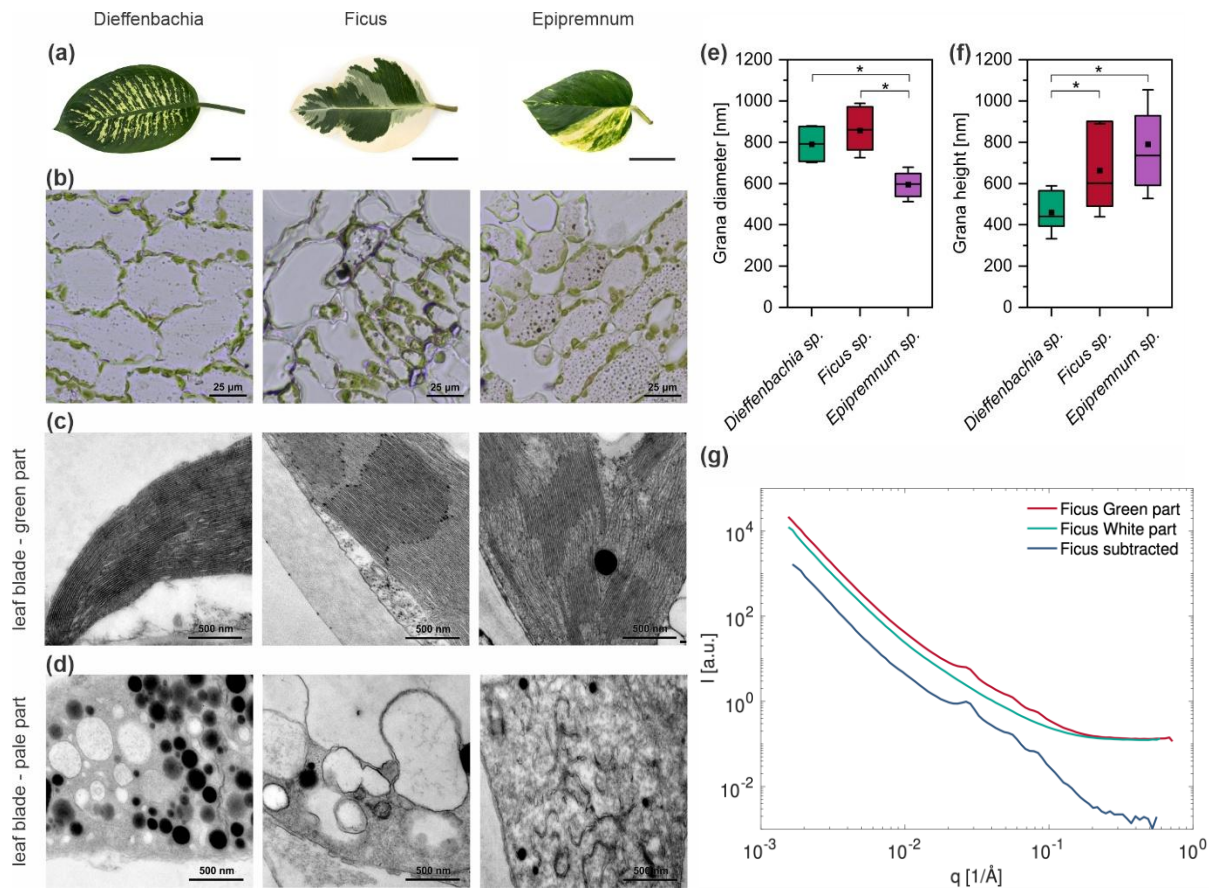 Dieffenbachia Ficus Epipremnum
(a)
(b)
25 µm 25 µm 25 µm
(c)
leaf blade - green part
500 nm 500 nm 500 nm
(d)
leaf blade - pale part
500 nm 500 nm 500 nm
(e)
Grana diameter [nm]
1200
1000
800
600
400
200
0
* 
*
Dieffenbachia sp.
Ficus sp.
Epipremnum sp.
(f)
Grana height [nm]
1200
1000
800
600
400
200
0
*
*
Dieffenbachia sp.
Ficus sp.
Epipremnum sp.
(g)
Ficus Green part
Ficus White part
Ficus subtracted
I [a.u.]
10⁴
10²
10⁰
10⁻²
10⁻⁴
10⁻³ 10⁻² 10⁻¹ 10⁰
q [1/Å]